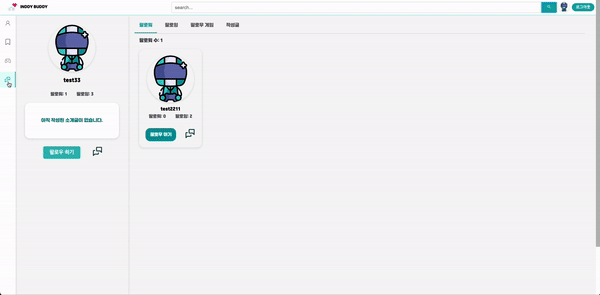 INDDY BUDDY
search...
로그아웃
팔로워 팔로잉 팔로우 게임 작성글
팔로워 수: 1
test33
팔로워: 1 팔로잉: 3
아직 작성된 소개글이 없습니다.
팔로우 하기
test2211
팔로워: 0 팔로잉: 2
팔로우 하기